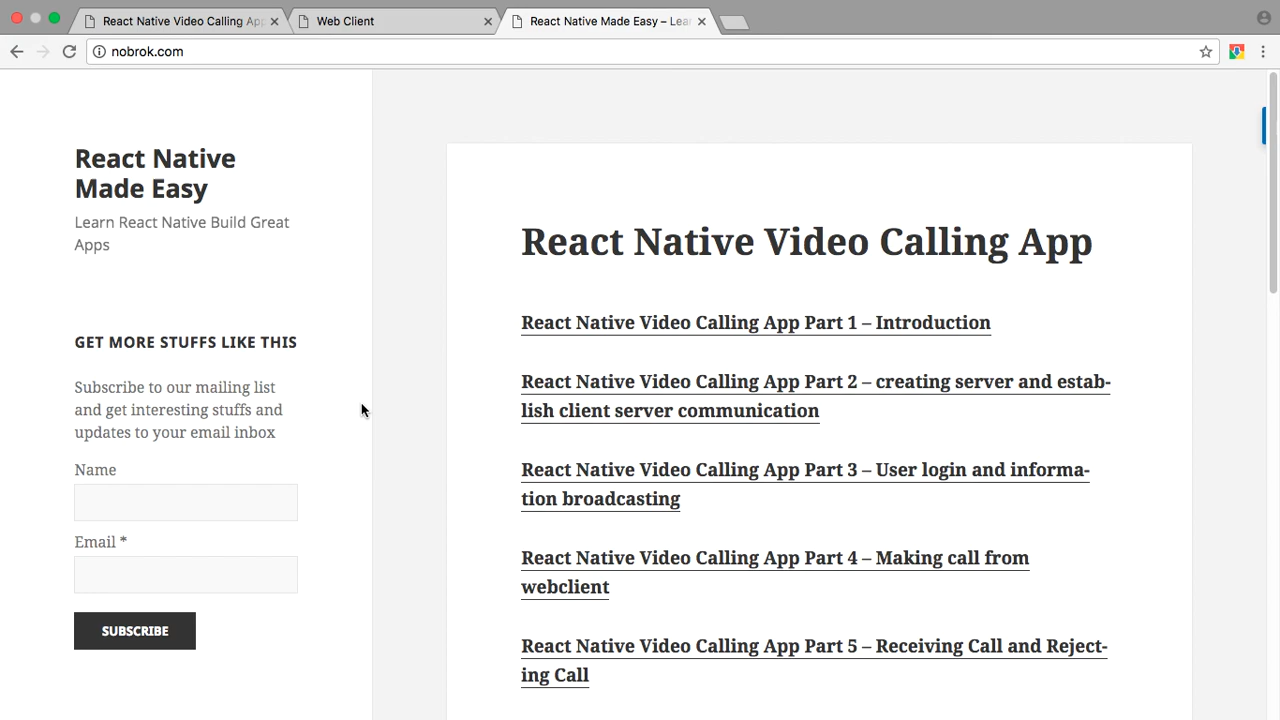 React Native Video Calling App
Web Client
React Native Made Easy – Lea
nobrok.com
React Native
Made Easy
Learn React Native Build Great
Apps
GET MORE STUFFS LIKE THIS
Subscribe to our mailing list
and get interesting stuffs and
updates to your email inbox
Name
Email *
SUBSCRIBE
React Native Video Calling App
React Native Video Calling App Part 1 – Introduction
React Native Video Calling App Part 2 – creating server and estab-
lish client server communication
React Native Video Calling App Part 3 – User login and informa-
tion broadcasting
React Native Video Calling App Part 4 – Making call from
webclient
React Native Video Calling App Part 5 – Receiving Call and Reject-
ing Call